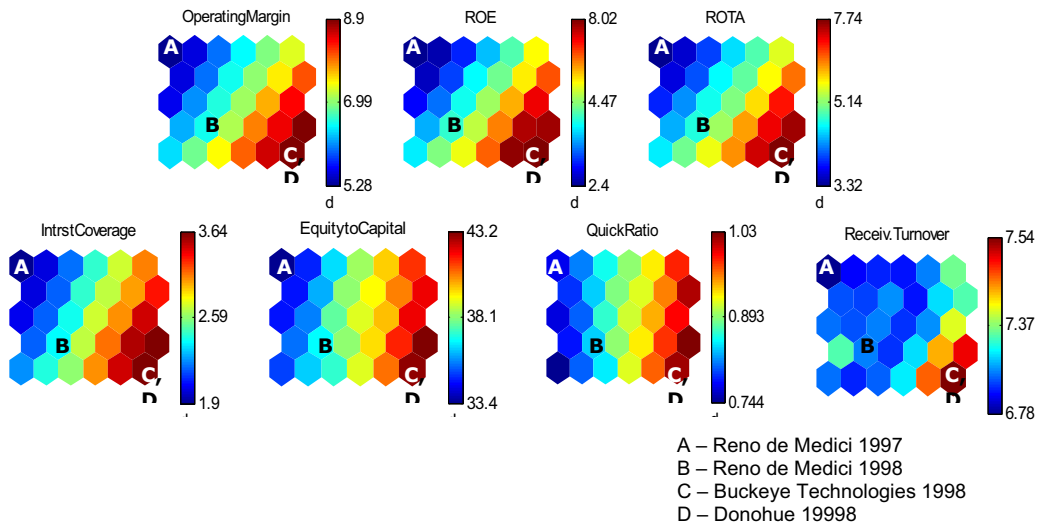 OperatingMargin
8.9
A
6.99
B
C,
D
5.28
d
ROE
8.02
A
4.47
B
C,
D
2.4
d
ROTA
7.74
A
5.14
B
C,
D
3.32
d
IntrstCoverage
3.64
A
2.59
B
C,
D
1.9
EquitytoCapital
43.2
A
38.1
B
C,
D
33.4
QuickRatio
1.03
A
0.893
B
C,
D
0.744
Receiv.Turnover
7.54
A
7.37
B
C,
D
6.78
A – Reno de Medici 1997
B – Reno de Medici 1998
C – Buckeye Technologies 1998
D – Donohue 19998